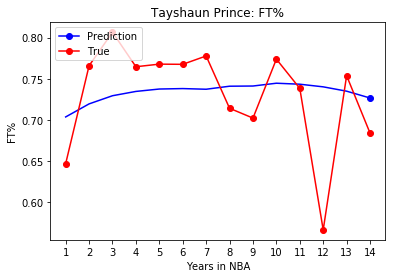 Tayshaun Prince: FT%
Prediction
True
0.80
0.75
0.70
0.65
0.60
FT%
1 2 3 4 5 6 7 8 9 10 11 12 13 14
Years in NBA